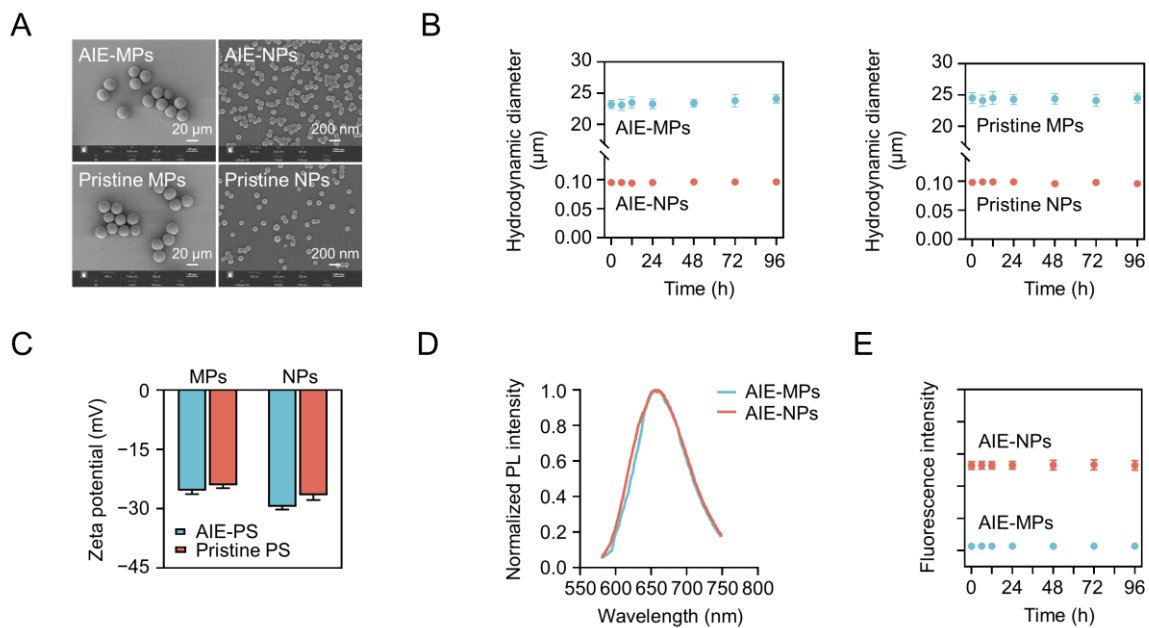 A
AIE-MPs
20 µm
AIE-NPs
200 nm
Pristine MPs
20 µm
Pristine NPs
200 nm
B
Hydrodynamic diameter
(µm)
30
25
20
0.10
0.05
0.00
AIE-MPs
AIE-NPs
0 24 48 72 96
Time (h)
Hydrodynamic diameter
(µm)
30
25
20
0.10
0.05
0.00
Pristine MPs
Pristine NPs
0 24 48 72 96
Time (h)
C
MPs NPs
Zeta potential (mV)
0
−15
−30
−45
AIE-PS
Pristine PS
D
Normalized PL intensity
1.0
0.8
0.6
0.4
0.2
0.0
AIE-MPs
AIE-NPs
550 600 650 700 750 800
Wavelength (nm)
E
Fluorescence intensity
AIE-NPs
AIE-MPs
0 24 48 72 96
Time (h)